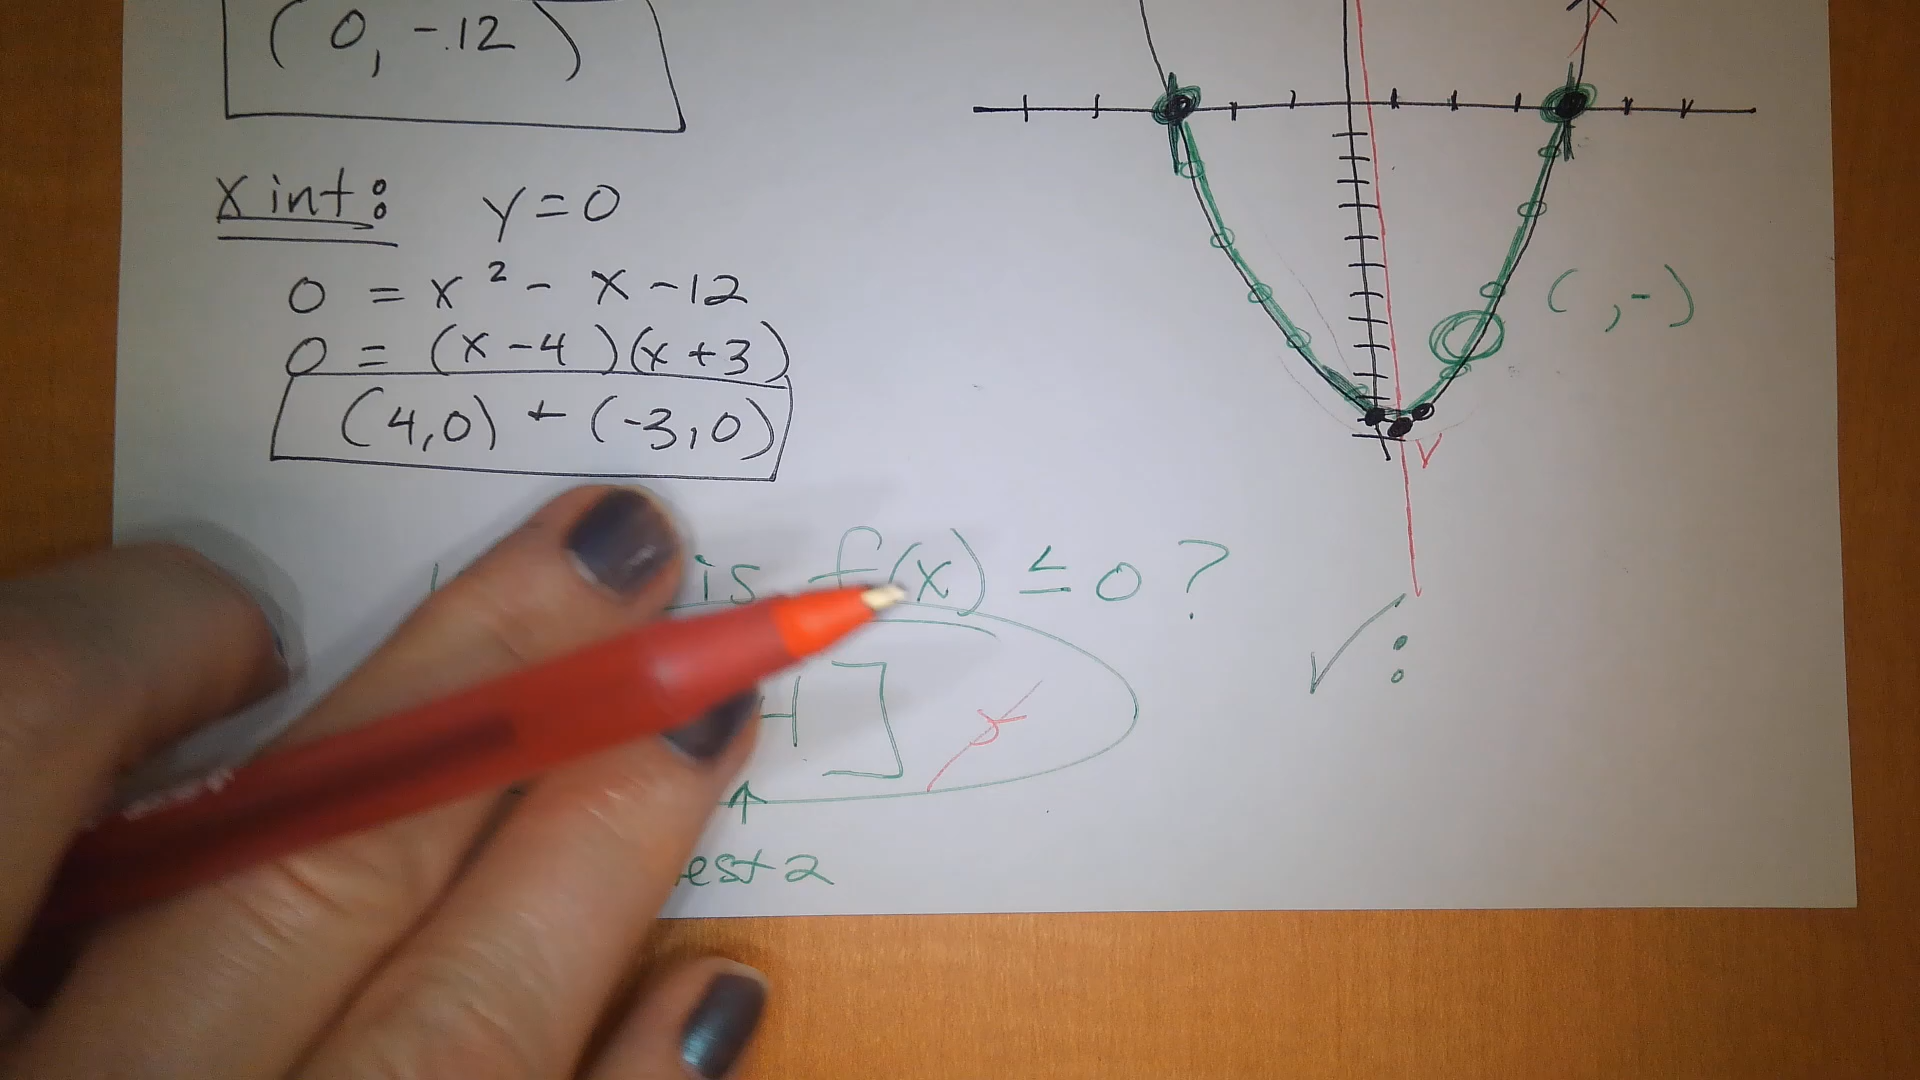 (0, -12)
x int: y = 0
0 = x² - x - 12
0 = (x - 4)(x + 3)
(4,0) + (-3,0)
( , -)
V
is f(x) ≤ 0 ?
4]
✓:
est 2